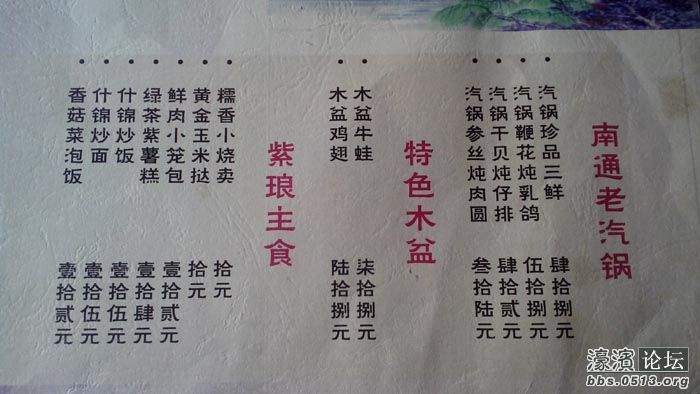 南通老汽锅
汽锅珍品三鲜 肆拾捌元
汽锅鞭花炖乳鸽 伍拾捌元
汽锅干贝炖仔排 肆拾贰元
汽锅参丝炖肉圆 叁拾陆元
特色木盆
木盆牛蛙 柒拾捌元
木盆鸡翅 陆拾捌元
紫琅主食
糯香小烧卖 拾元
黄金玉米挞 拾元
鲜肉小笼包 壹拾贰元
绿茶紫薯糕 壹拾肆元
什锦炒饭 壹拾伍元
什锦炒面 壹拾伍元
香菇菜泡饭 壹拾贰元
濠滨论坛
bbs.0513.org